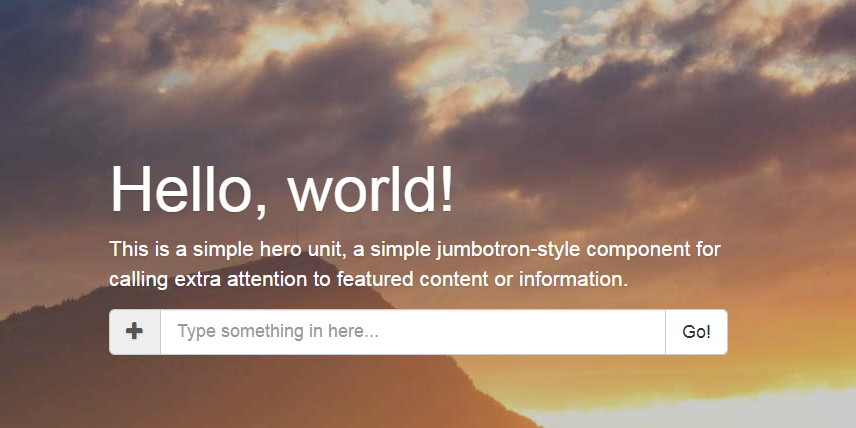 Hello, world!
This is a simple hero unit, a simple jumbotron-style component for
calling extra attention to featured content or information.
Type something in here... Go!